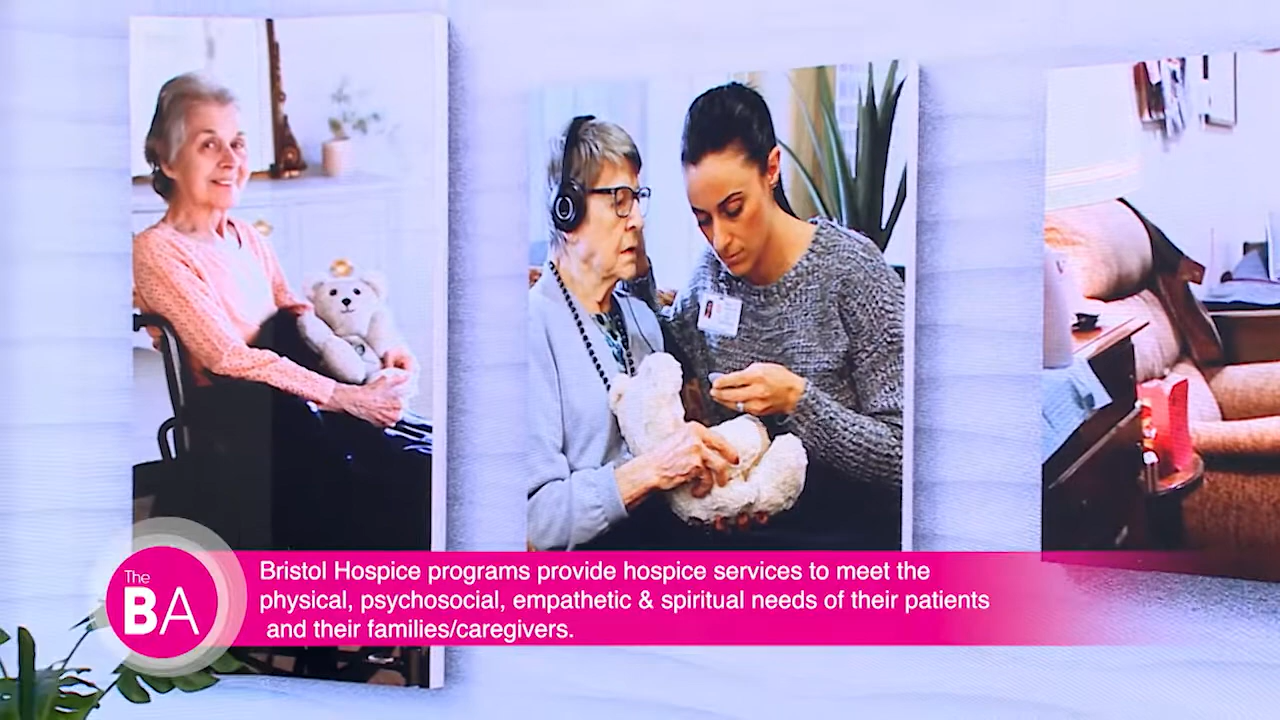 The
BA
Bristol Hospice programs provide hospice services to meet the
physical, psychosocial, empathetic & spiritual needs of their patients
and their families/caregivers.